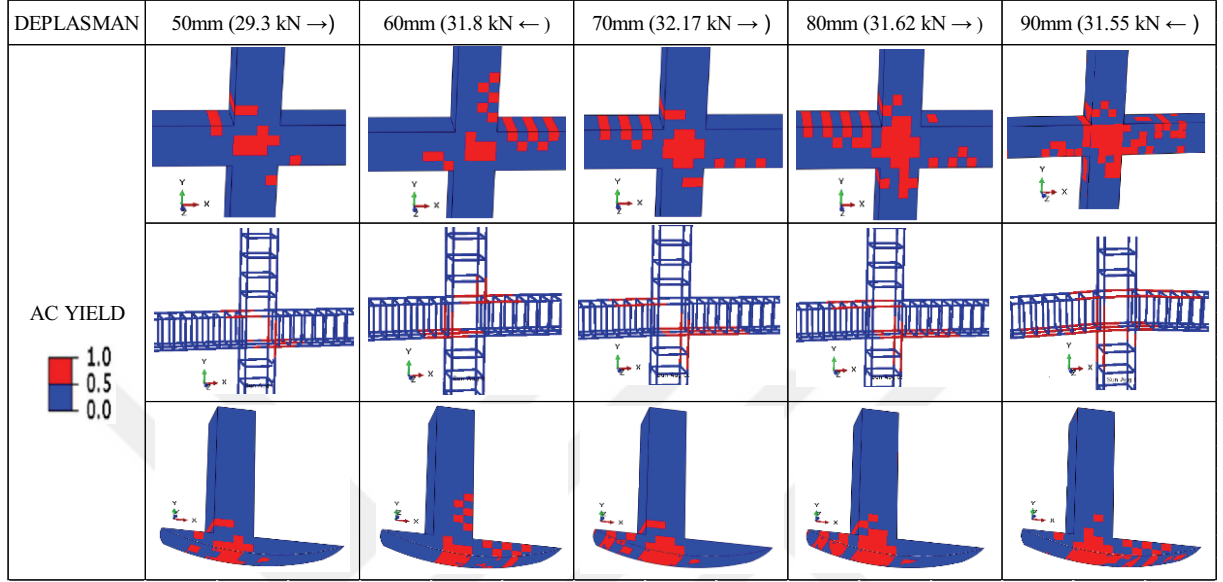 DEPLASMAN 50mm (29.3 kN →) 60mm (31.8 kN ← ) 70mm (32.17 kN →) 80mm (31.62 kN →) 90mm (31.55 kN ←)
Y X Z Y X Z Y X Z Y X Z Y X Z
AC YIELD
1.0
0.5
0.0
Y X Z Y X Z Y X Z Y X Z Y X Z
Y X Z Y X Z Y X Z Y X Z Y X Z